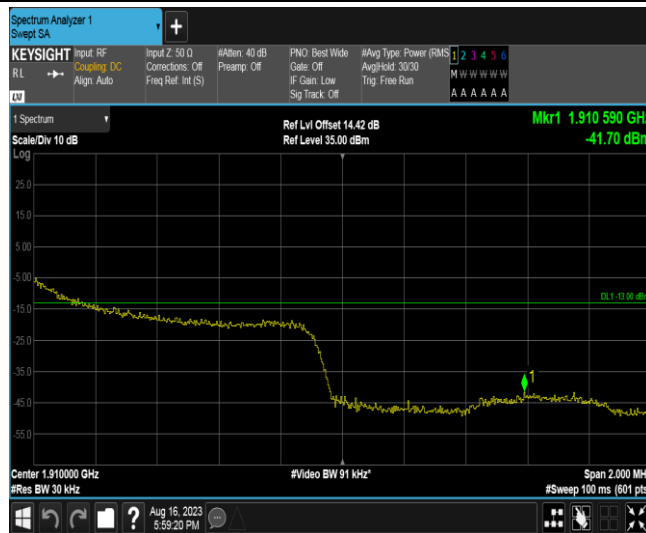 Spectrum Analyzer 1
Swept SA
+
KEYSIGHT
RL
Input: RF
Coupling: DC
Align: Auto
Input Z: 50 Ω
Corrections: Off
Freq Ref: Int (S)
#Atten: 40 dB
Preamp: Off
PNO: Best Wide
Gate: Off
IF Gain: Low
Sig Track: Off
#Avg Type: Power (RMS
Avg|Hold: 30/30
Trig: Free Run
1 2 3 4 5 6
M W W W W W
A A A A A A
LXI
1 Spectrum
Scale/Div 10 dB
Ref Lvl Offset 14.42 dB
Ref Level 35.00 dBm
Mkr1 1.910 590 GHz
-41.70 dBm
Log
25.0
15.0
5.00
-5.00
DL1 -13.00 dBm
-15.0
-25.0
-35.0
1
-45.0
-55.0
Center 1.910000 GHz
#Video BW 91 kHz*
Span 2.000 MH
#Res BW 30 kHz
#Sweep 100 ms (601 pts
?
Aug 16, 2023
5:59:20 PM